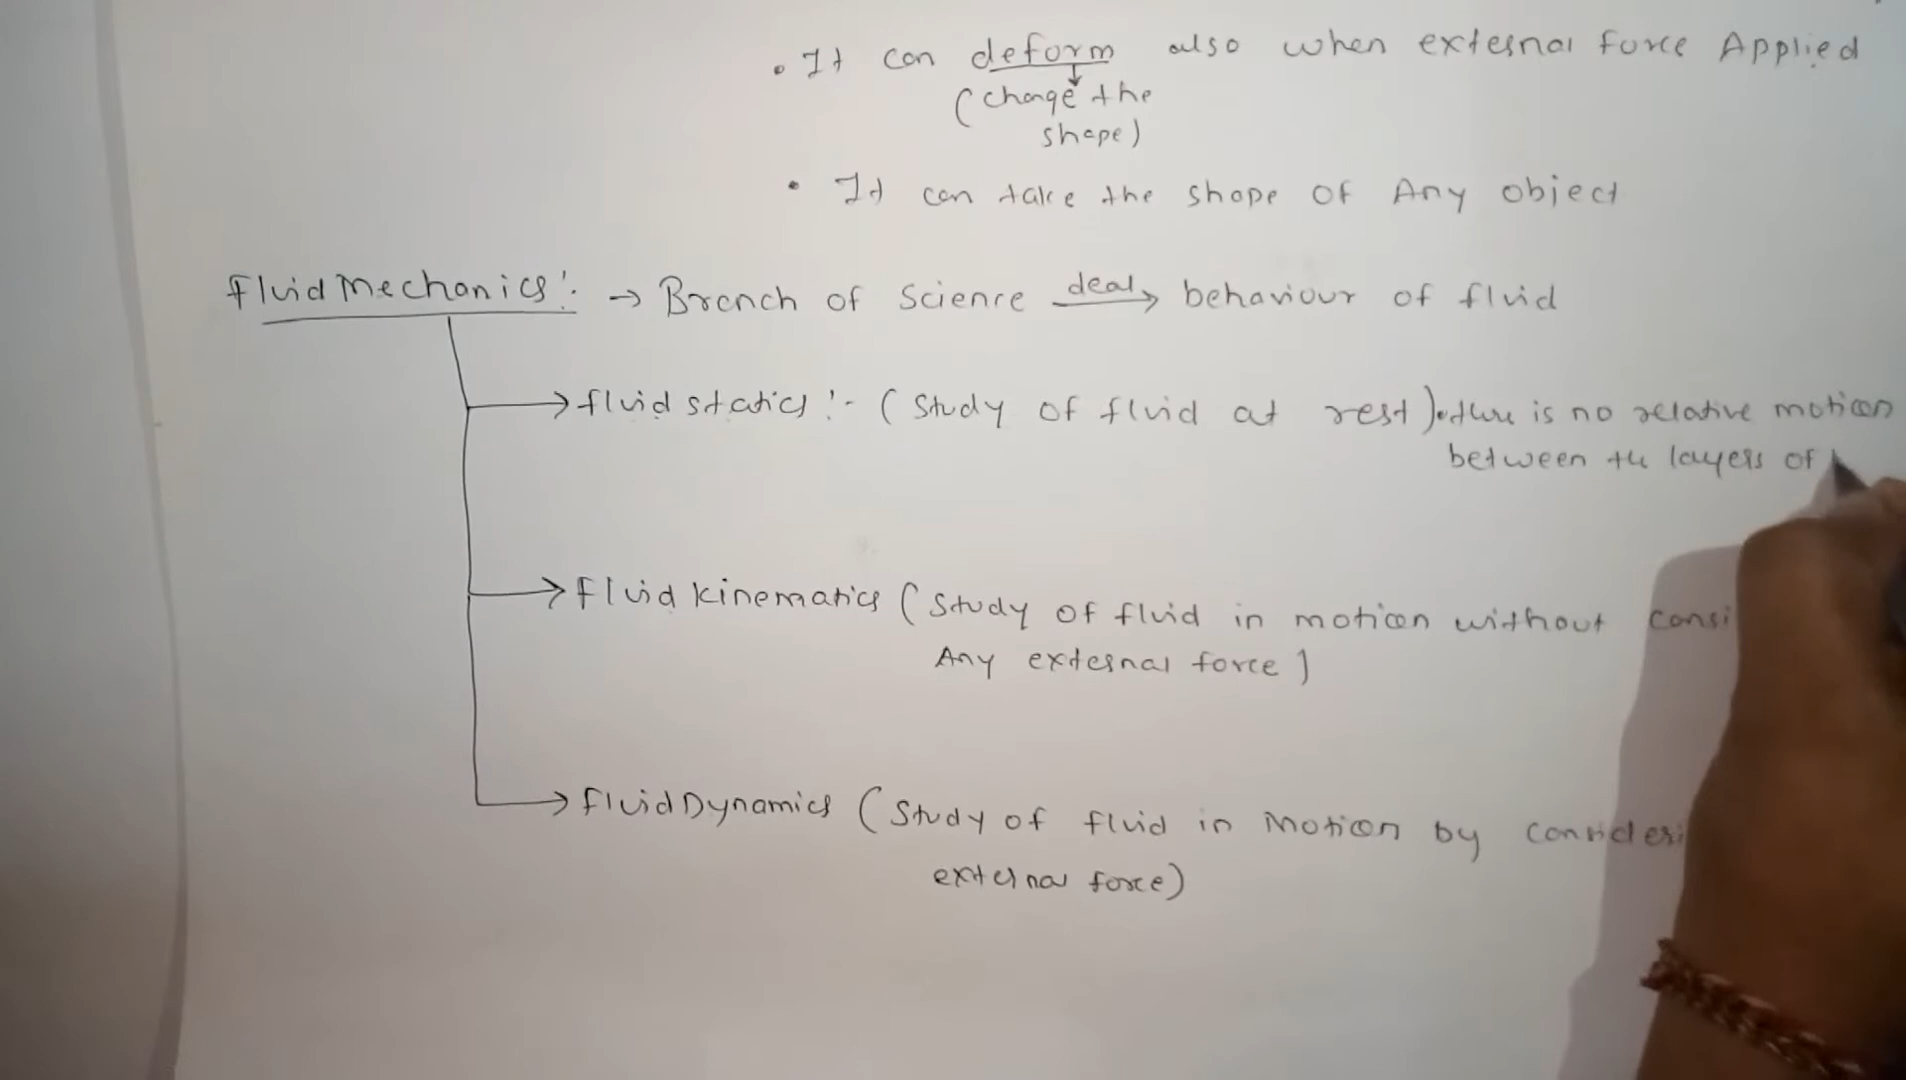 • It can deform also when external force Applied
(change the
shape)
• It can take the shape of Any object
Fluid Mechanics :- → Branch of Science deal → behaviour of fluid
→ fluid statics :- ( Study of fluid at rest ) • there is no relative motion
between the layers of
→ Fluid kinematics ( Study of fluid in motion without consi
Any external force )
→ Fluid Dynamics ( Study of fluid in Motion by consideri
external force )